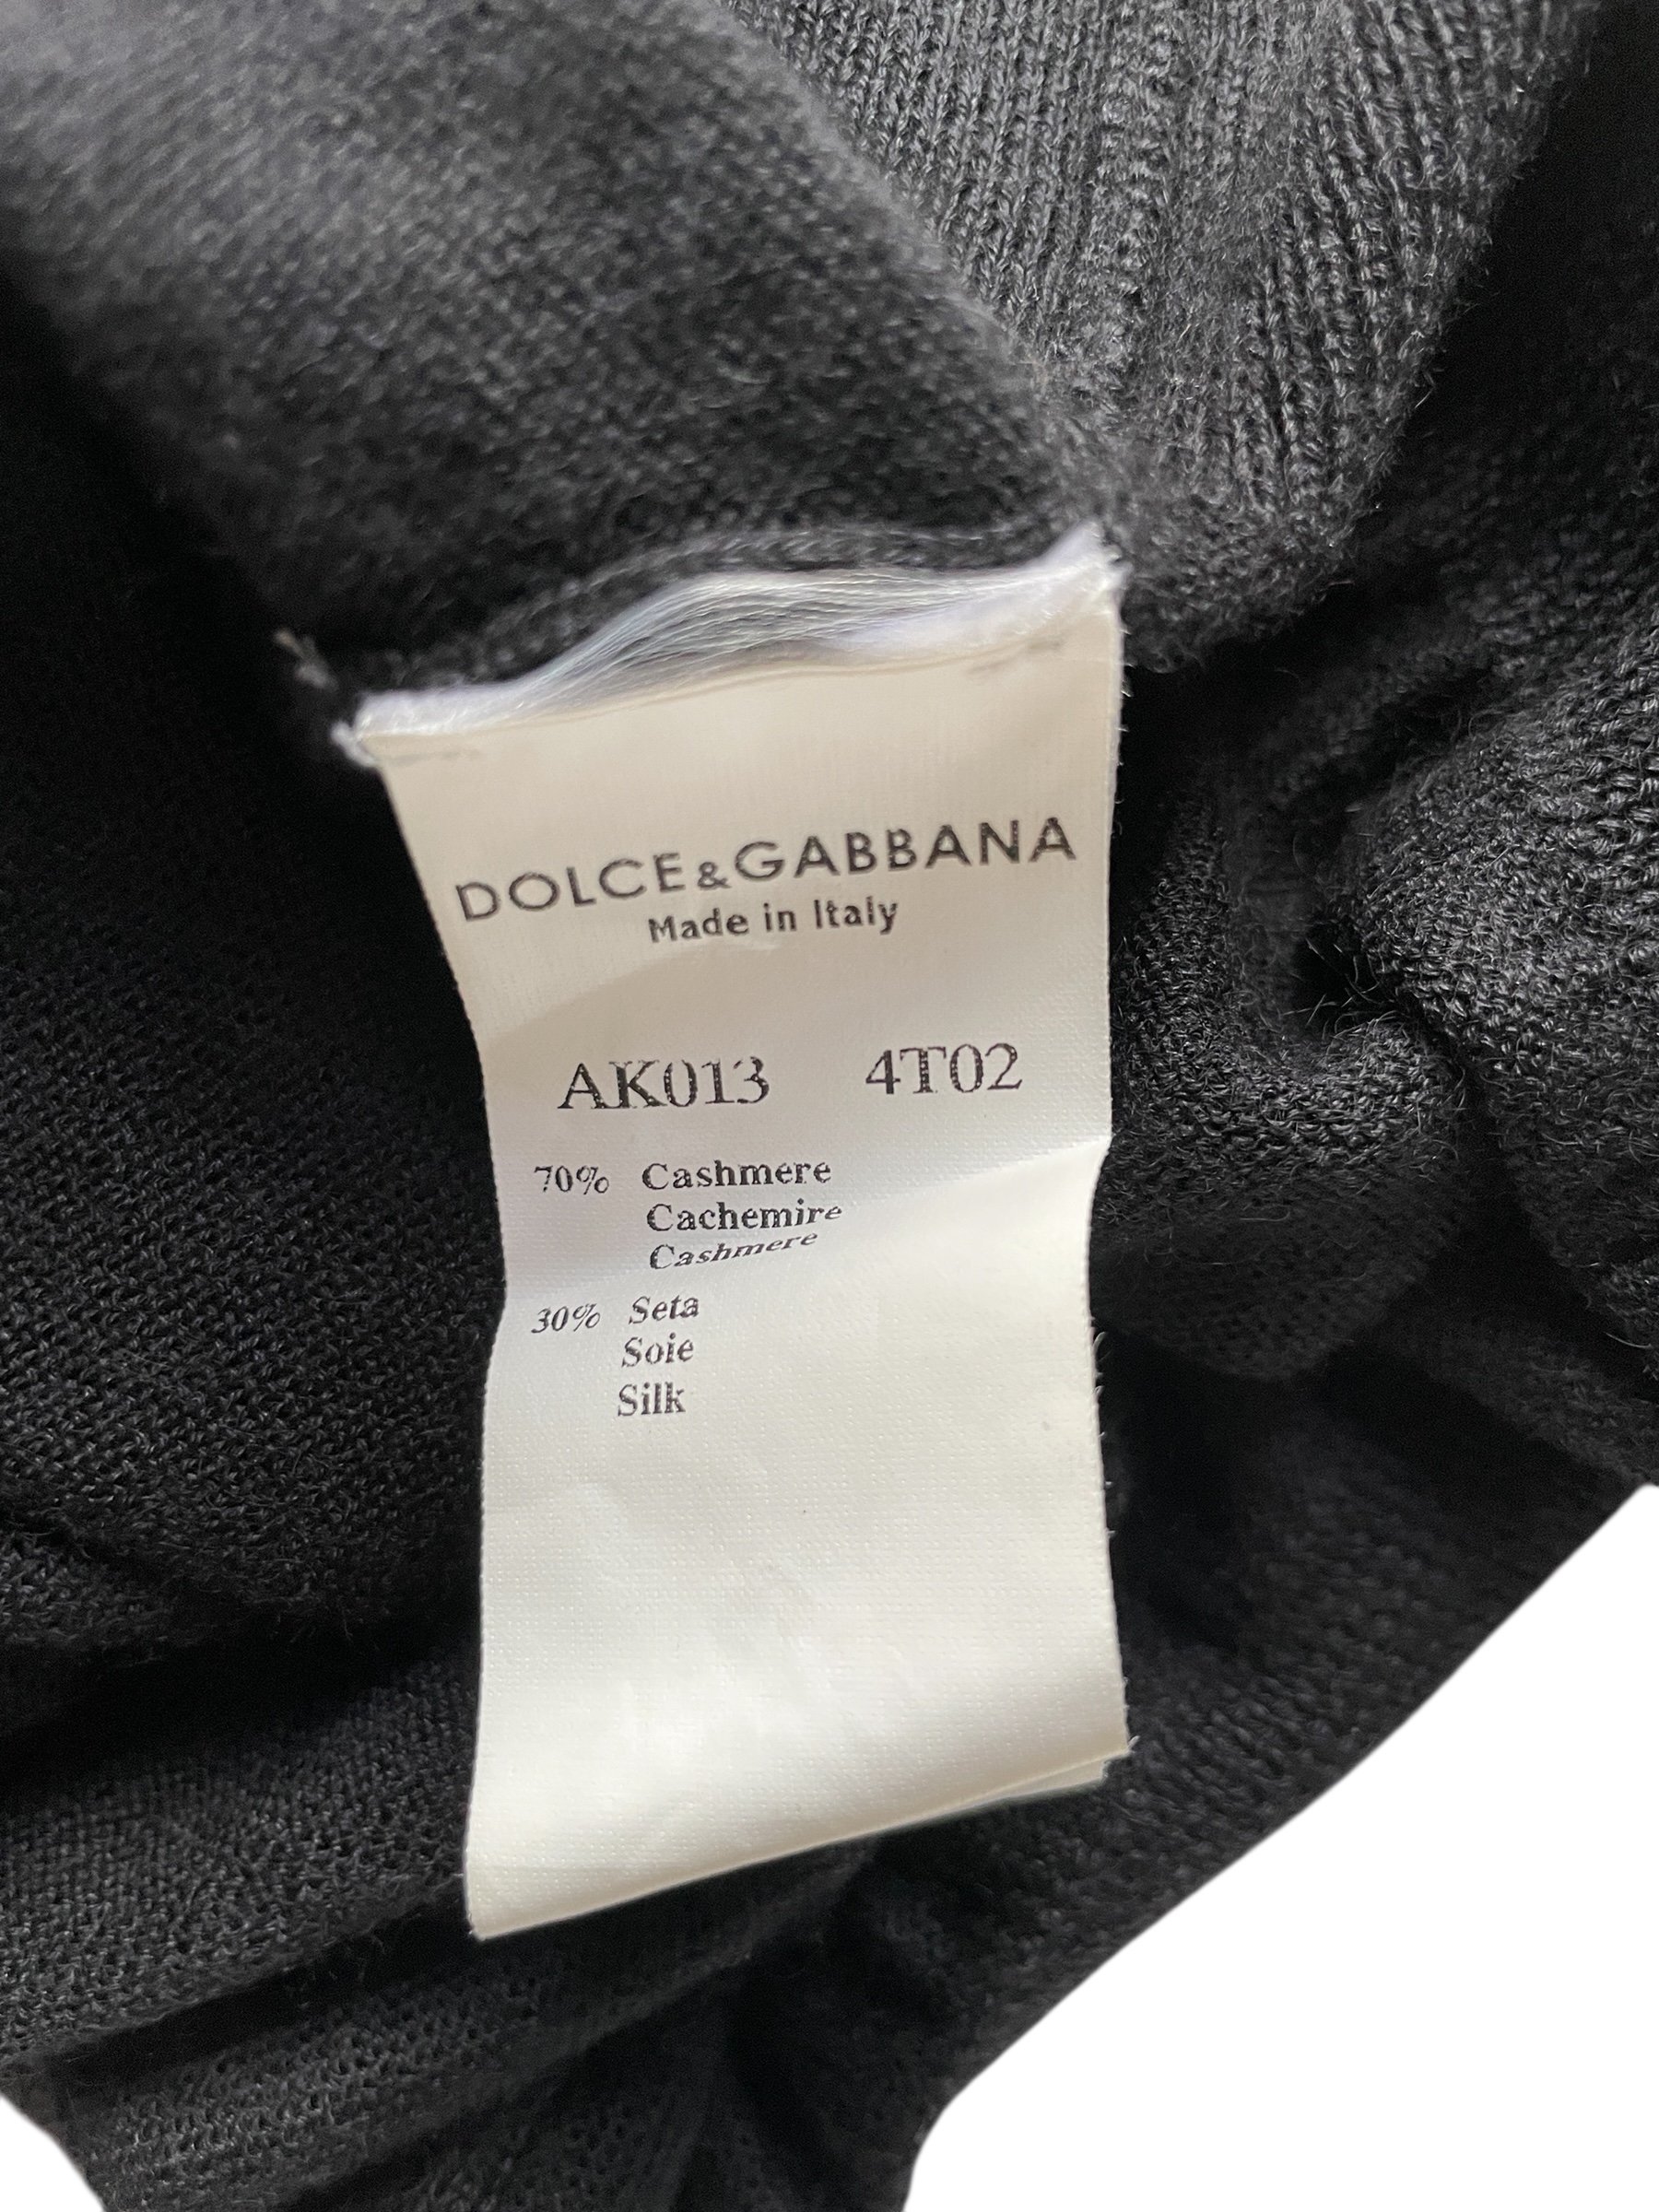 DOLCE&GABBANA
Made in Italy
AK013 4T02
70% Cashmere
Cachemire
Cashmere
30% Seta
Soie
Silk